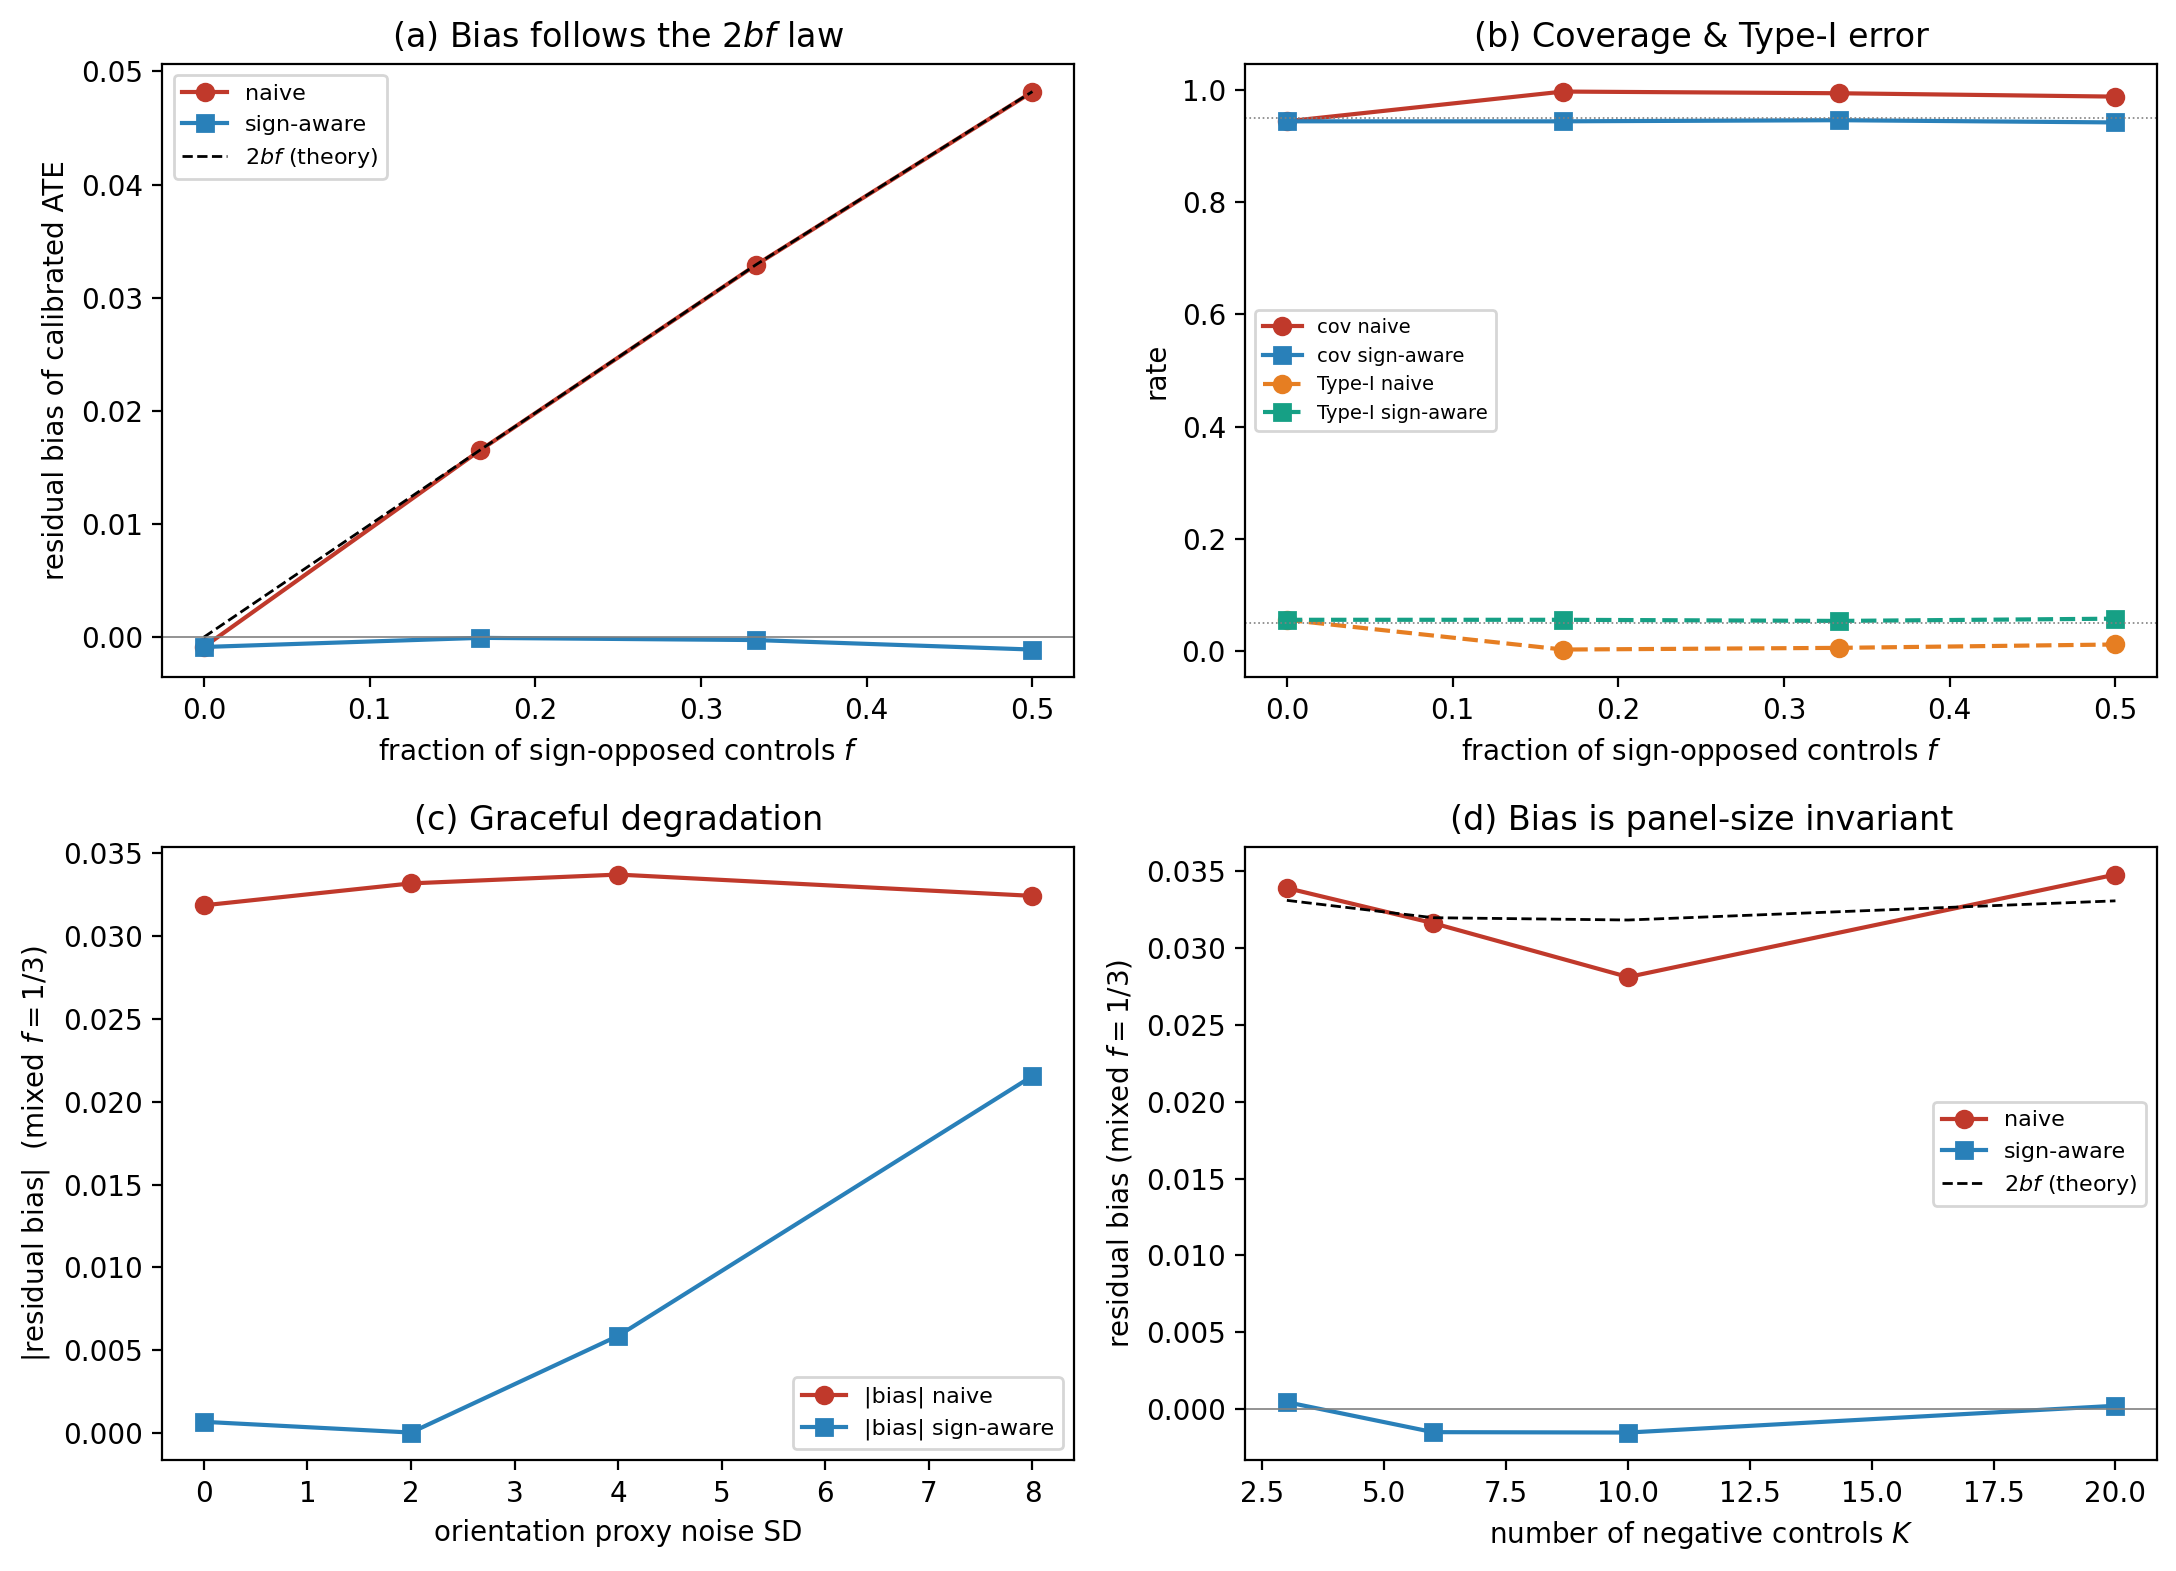 (a) Bias follows the 2bf law
residual bias of calibrated ATE
0.05
0.04
0.03
0.02
0.01
0.00
naive
sign-aware
2bf (theory)
0.0 0.1 0.2 0.3 0.4 0.5
fraction of sign-opposed controls f
(b) Coverage & Type-I error
rate
1.0
0.8
0.6
0.4
0.2
0.0
cov naive
cov sign-aware
Type-I naive
Type-I sign-aware
0.0 0.1 0.2 0.3 0.4 0.5
fraction of sign-opposed controls f
(c) Graceful degradation
|residual bias| (mixed f = 1/3)
0.035
0.030
0.025
0.020
0.015
0.010
0.005
0.000
|bias| naive
|bias| sign-aware
0 1 2 3 4 5 6 7 8
orientation proxy noise SD
(d) Bias is panel-size invariant
residual bias (mixed f = 1/3)
0.035
0.030
0.025
0.020
0.015
0.010
0.005
0.000
naive
sign-aware
2bf (theory)
2.5 5.0 7.5 10.0 12.5 15.0 17.5 20.0
number of negative controls K